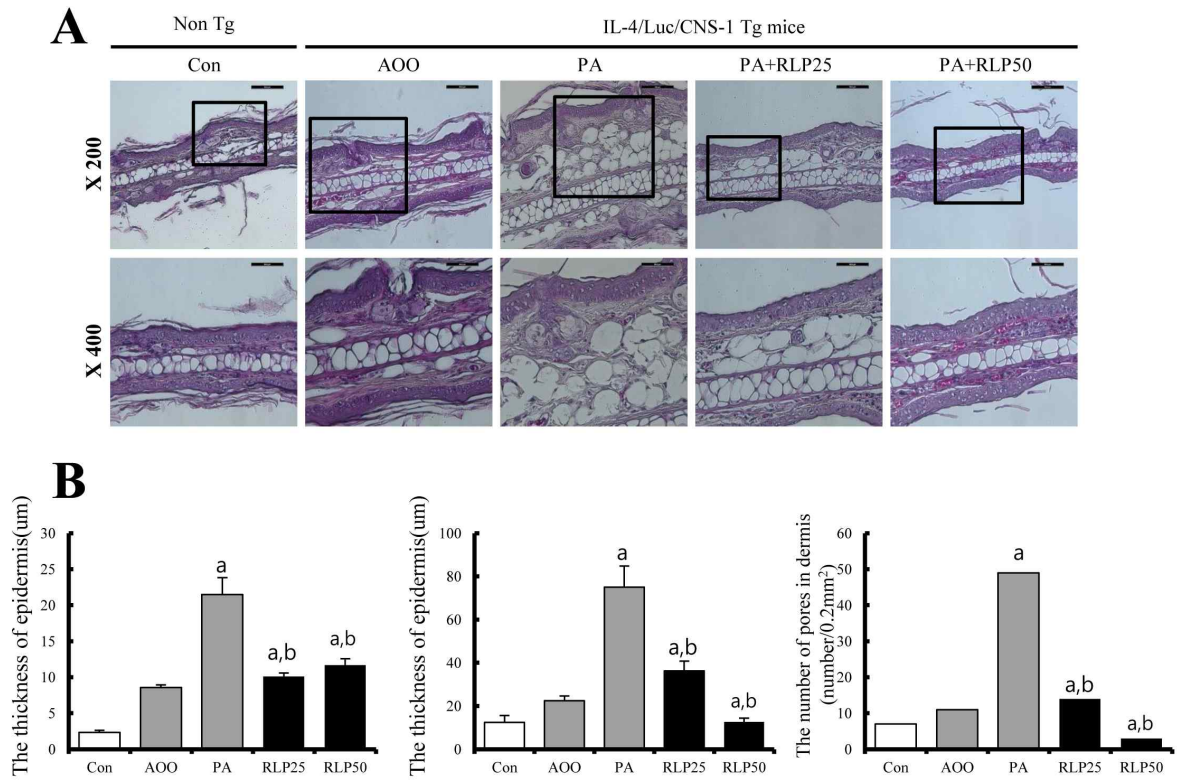 A
Non Tg
IL-4/Luc/CNS-1 Tg mice
Con
AOO
PA
PA+RLP25
PA+RLP50
X 200
X 400
B
The thickness of epidermis(um)
30
25
20
15
10
5
0
a
a,b
a,b
Con
AOO
PA
RLP25
RLP50
The thickness of epidermis(um)
100
80
60
40
20
0
a
a,b
a,b
Con
AOO
PA
RLP25
RLP50
The number of pores in dermis
(number/0.2mm²)
60
50
40
30
20
10
0
a
a,b
a,b
Con
AOO
PA
RLP25
RLP50